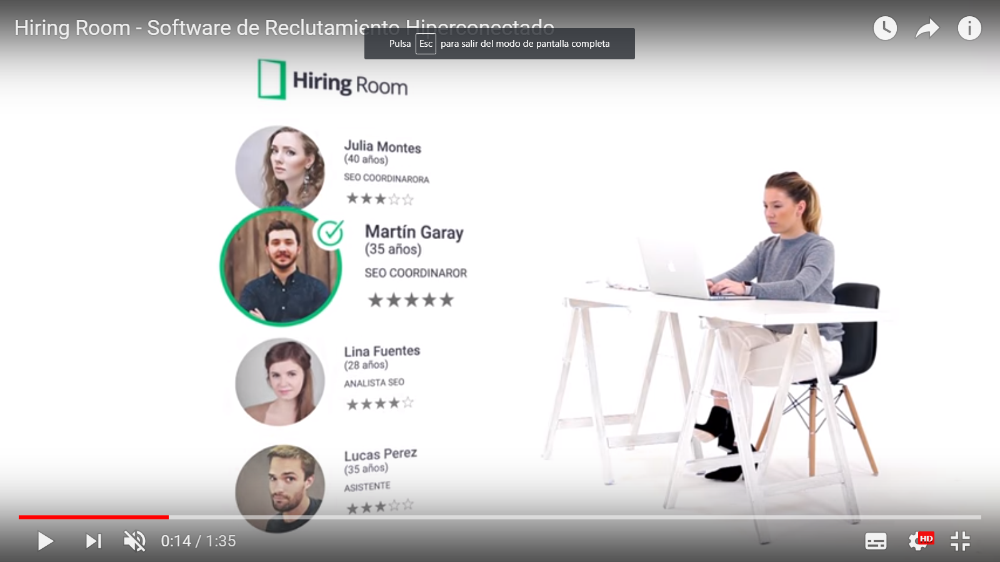 Hiring Room - Software de Reclutamiento Hiperconectado
Pulsa Esc para salir del modo de pantalla completa
Hiring Room
Julia Montes
(40 años)
SEO COORDINARORA
Martín Garay
(35 años)
SEO COORDINAROR
Lina Fuentes
(28 años)
ANALISTA SEO
Lucas Perez
(35 años)
ASISTENTE
0:14 / 1:35
HD